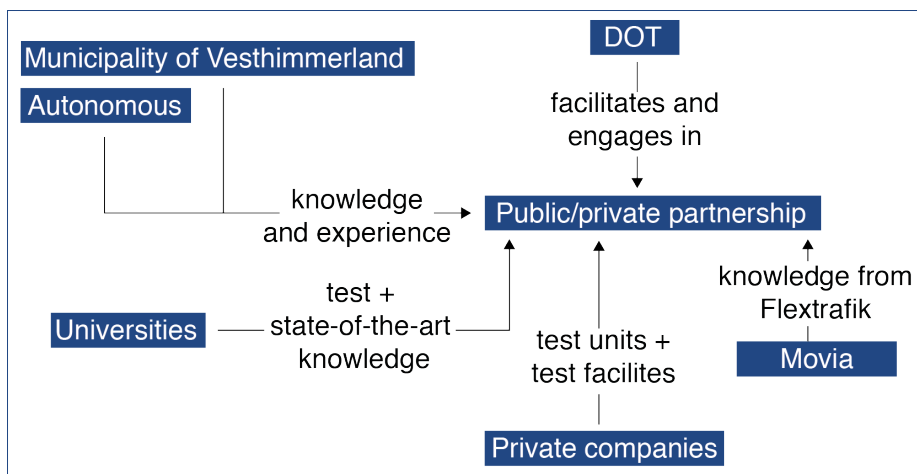 DOT
Municipality of Vesthimmerland
Autonomous
facilitates and
engages in
knowledge
and experience
Public/private partnership
test +
state-of-the-art
knowledge
Universities
knowledge from
Flextrafik
test units +
test facilites
Movia
Private companies